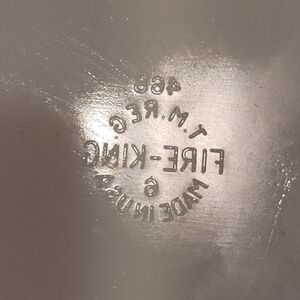 468
T.M. REG.
FIRE-KING
6
MADE IN U.S.A.